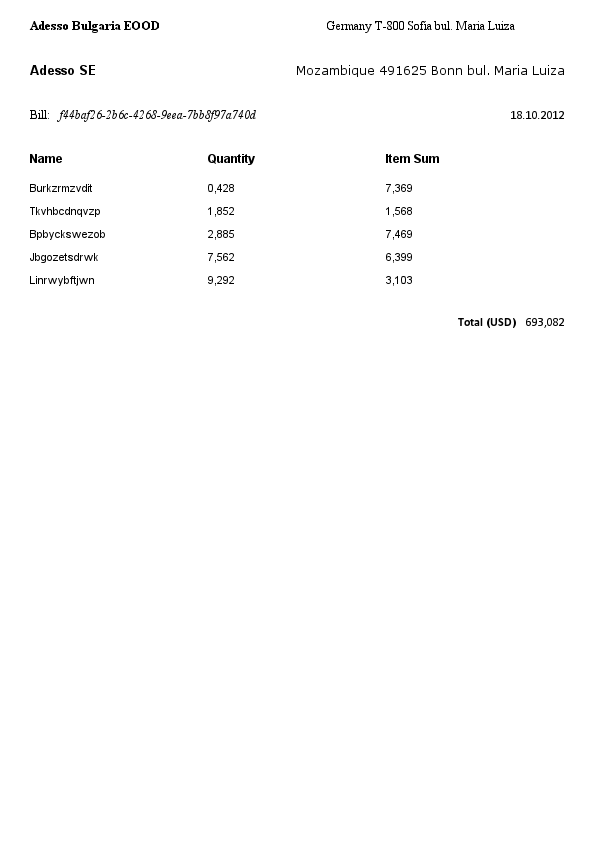 Adesso Bulgaria EOOD Germany T-800 Sofia bul. Maria Luiza
Adesso SE Mozambique 491625 Bonn bul. Maria Luiza
Bill: f44baf26-2b6c-4268-9eea-7bb8f97a740d 18.10.2012
Name Quantity Item Sum
Burkzrmzvdit 0,428 7,369
Tkvhbcdnqvzp 1,852 1,568
Bpbyckswezob 2,885 7,469
Jbgozetsdrwk 7,562 6,399
Linrwybftjwn 9,292 3,103
Total (USD) 693,082